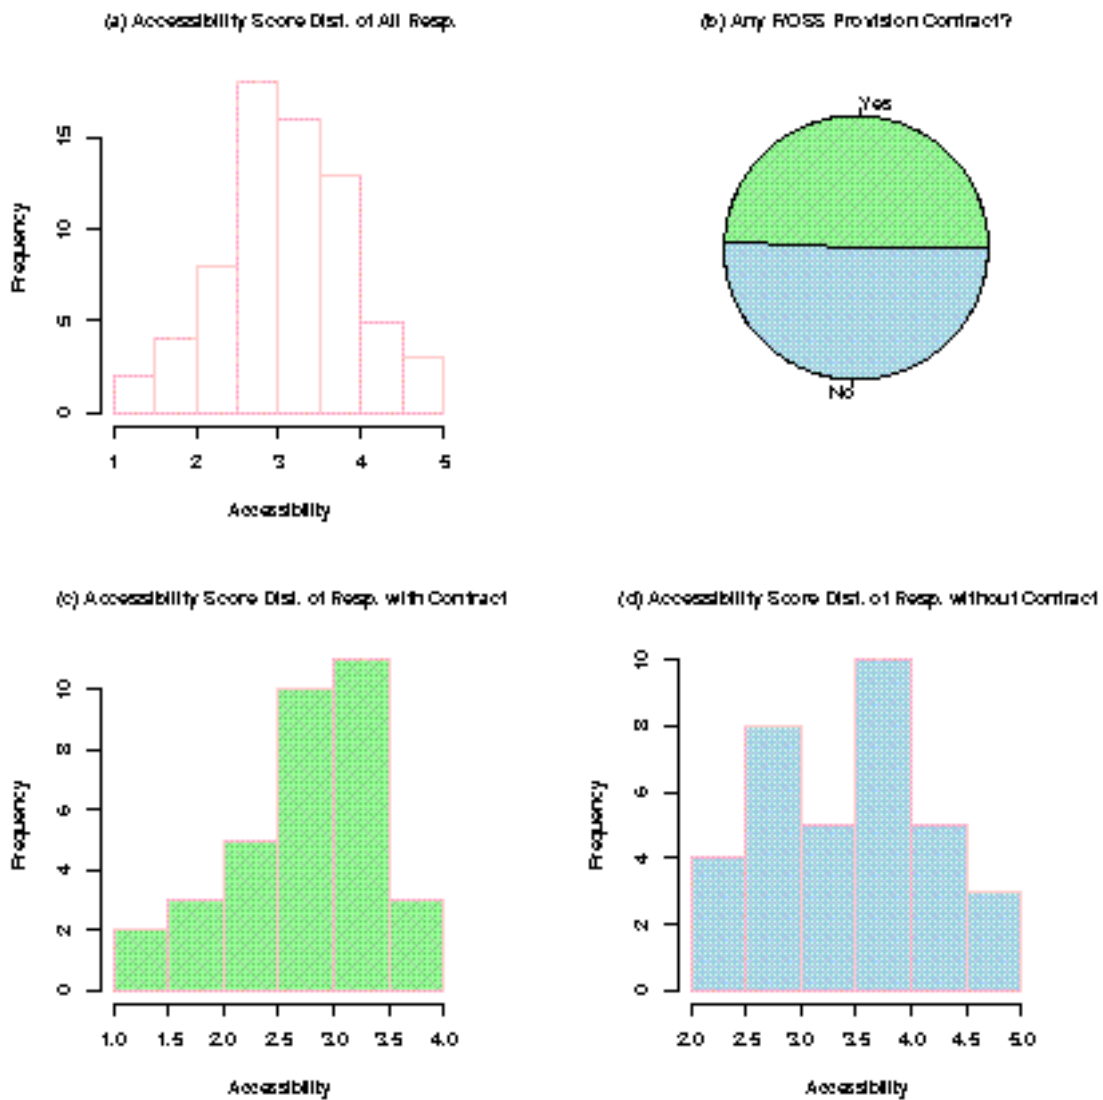 (a) Accessibility Score Dist. of All Resp.
Frequency
15
10
5
0
1 2 3 4 5
Accessibility
(b) Any F/OSS Provision Contract?
Yes
No
(c) Accessibility Score Dist. of Resp. with Contract
Frequency
10
8
6
4
2
0
1.0 1.5 2.0 2.5 3.0 3.5 4.0
Accessibility
(d) Accessibility Score Dist. of Resp. without Contract
Frequency
10
8
6
4
2
0
2.0 2.5 3.0 3.5 4.0 4.5 5.0
Accessibility